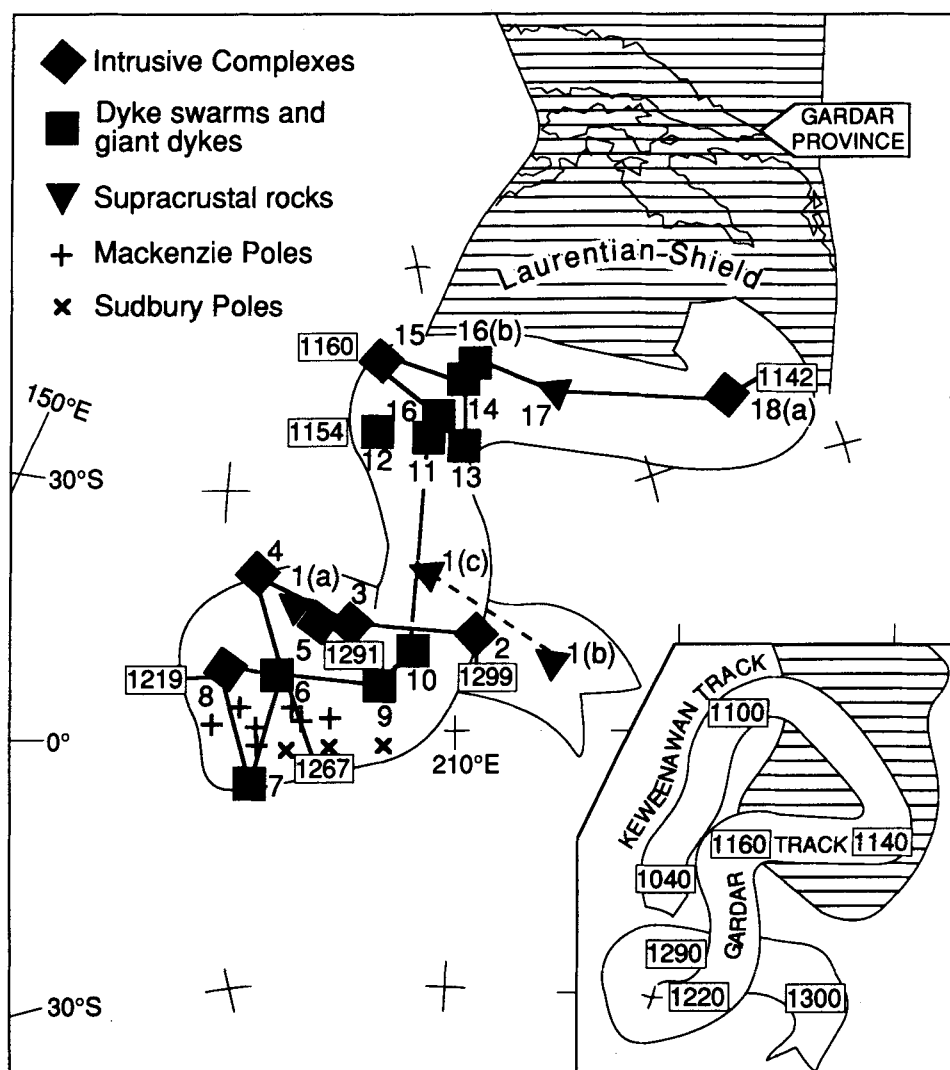 Intrusive Complexes
Dyke swarms and
giant dykes
Supracrustal rocks
Mackenzie Poles
Sudbury Poles
GARDAR
PROVINCE
Laurentian Shield
150°E
30°S
0°
30°S
210°E
1160
15
16(b)
1142
18(a)
17
14
16
1154
12
11
13
4
1(a)
3
1(c)
5
1291
2
1(b)
1299
10
1219
8
6
9
1267
7
KEWEENAWAN TRACK
1100
1160
TRACK
1140
1040
GARDAR
1290
1220
1300